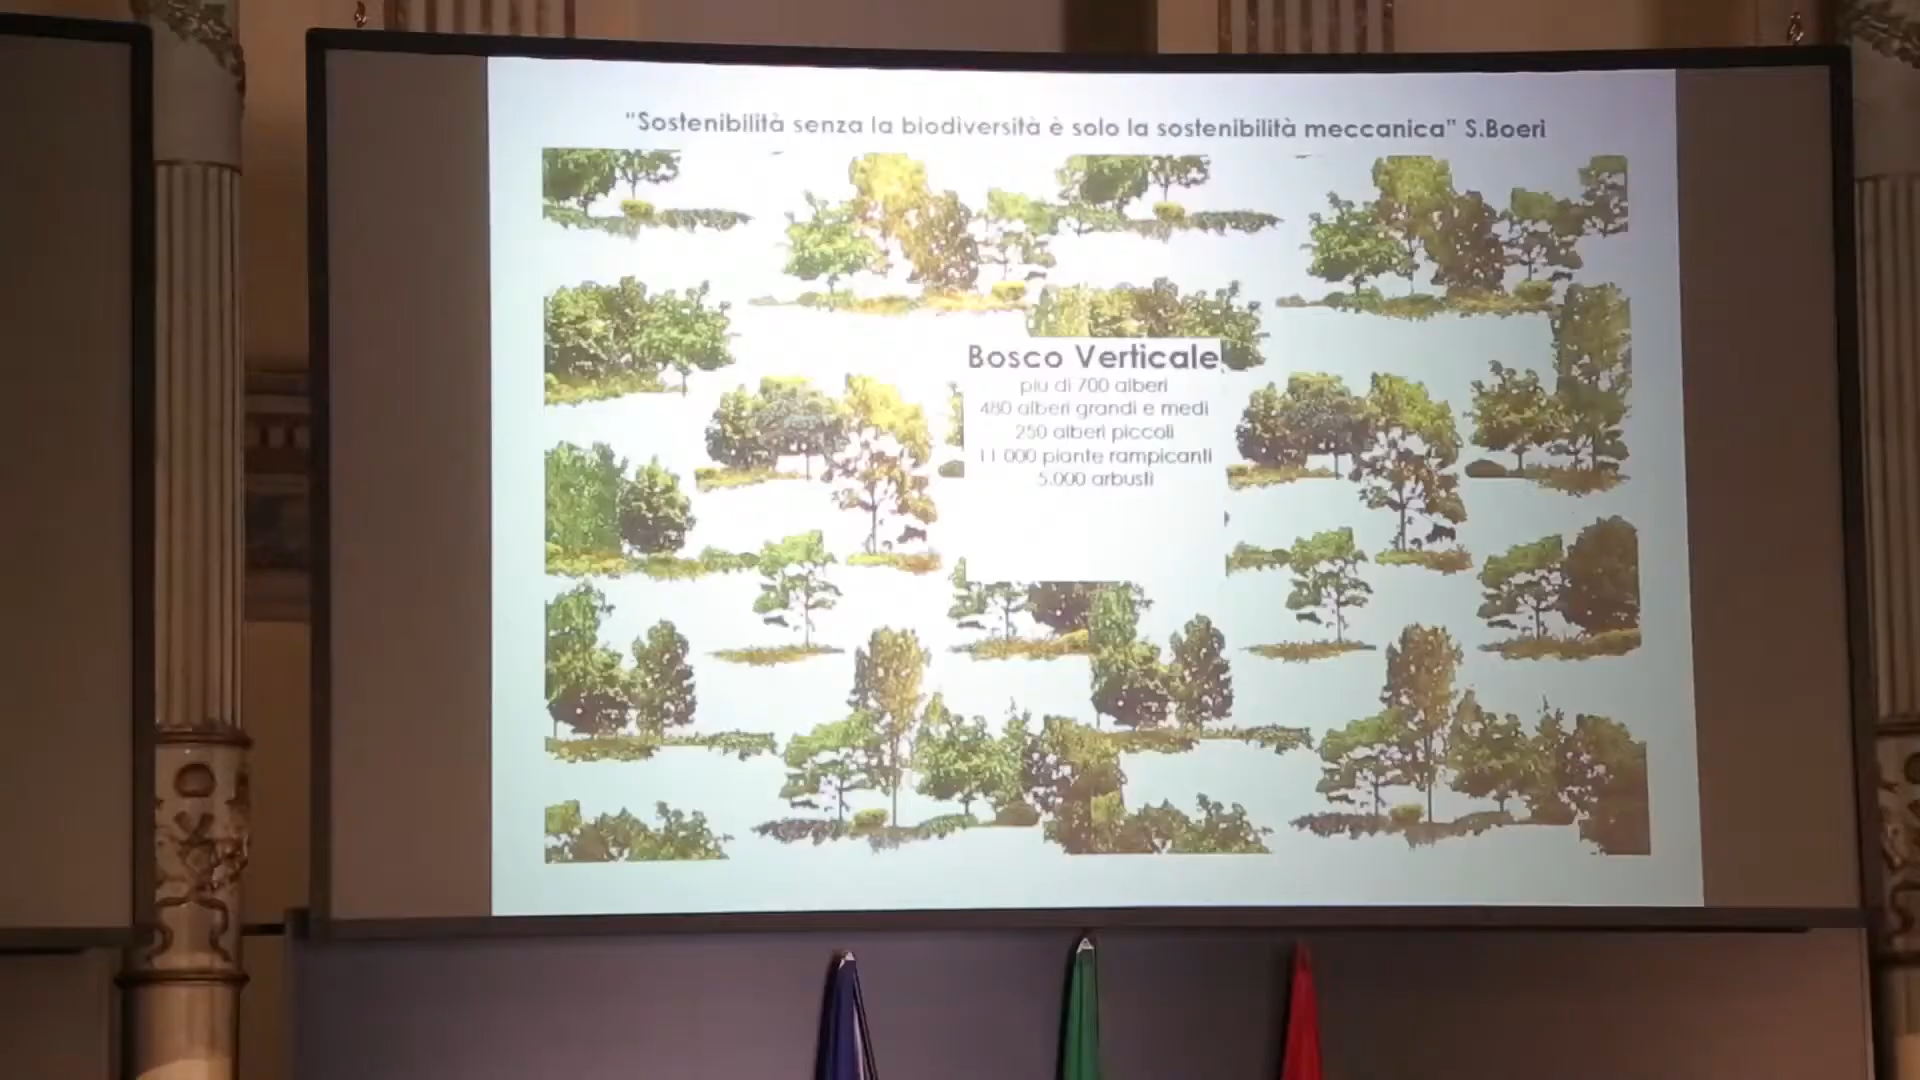 "Sostenibilità senza la biodiversità è solo la sostenibilità meccanica" S.Boeri
Bosco Verticale
piu di 700 alberi
480 alberi grandi e medi
250 alberi piccoli
11 000 piante rampicanti
5.000 arbusti